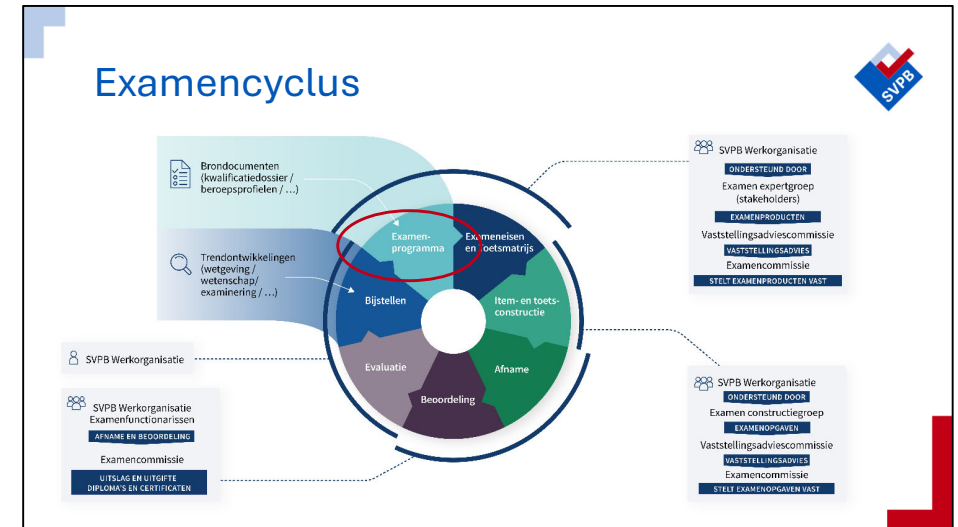 Examencyclus
SVPB
Brondocumenten
(kwalificatiedossier /
beroepsprofielen / ...)
Trendontwikkelingen
(wetgeving /
wetenschap/
examinering / ...)
Examen-
programma
Exameneisen
en Toetsmatrijs
Item- en toets-
constructie
Afname
Beoordeling
Evaluatie
Bijstellen
SVPB Werkorganisatie
SVPB Werkorganisatie
Examenfunctionarissen
AFNAME EN BEOORDELING
Examencommissie
UITSLAG EN UITGIFTE
DIPLOMA'S EN CERTIFICATEN
SVPB Werkorganisatie
ONDERSTEUND DOOR
Examen expertgroep
(stakeholders)
EXAMENPRODUCTEN
Vaststellingsadviescommissie
VASTSTELLINGSADVIES
Examencommissie
STELT EXAMENPRODUCTEN VAST
SVPB Werkorganisatie
ONDERSTEUND DOOR
Examen constructiegroep
EXAMENOPGAVEN
Vaststellingsadviescommissie
VASTSTELLINGSADVIES
Examencommissie
STELT EXAMENOPGAVEN VAST